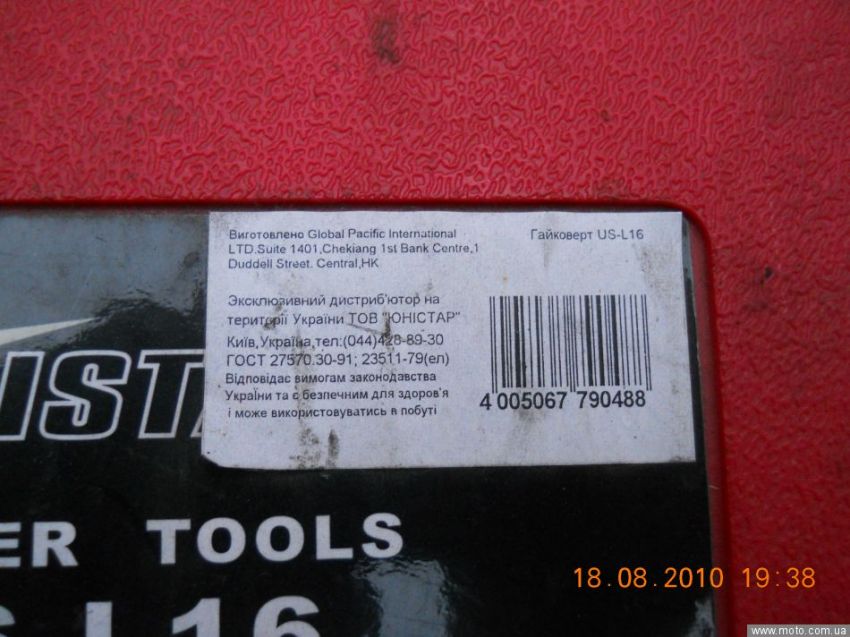 Виготовлено Global Pacific International
LTD.Suite 1401,Chekiang 1st Bank Centre,1
Duddell Street. Central,HK
Гайковерт US-L16
Эксклюзивний дистриб'ютор на
території України ТОВ "ЮНІСТАР"
Київ,Україна,тел:(044)428-89-30
ГОСТ 27570.30-91; 23511-79(ел)
Відповідає вимогам законодавства
України та є безпечним для здоров'я
і може використовуватись в побуті
4 005067 790488
NISTA
ER TOOLS
S-L16
18.08.2010 19:38
www.moto.com.ua